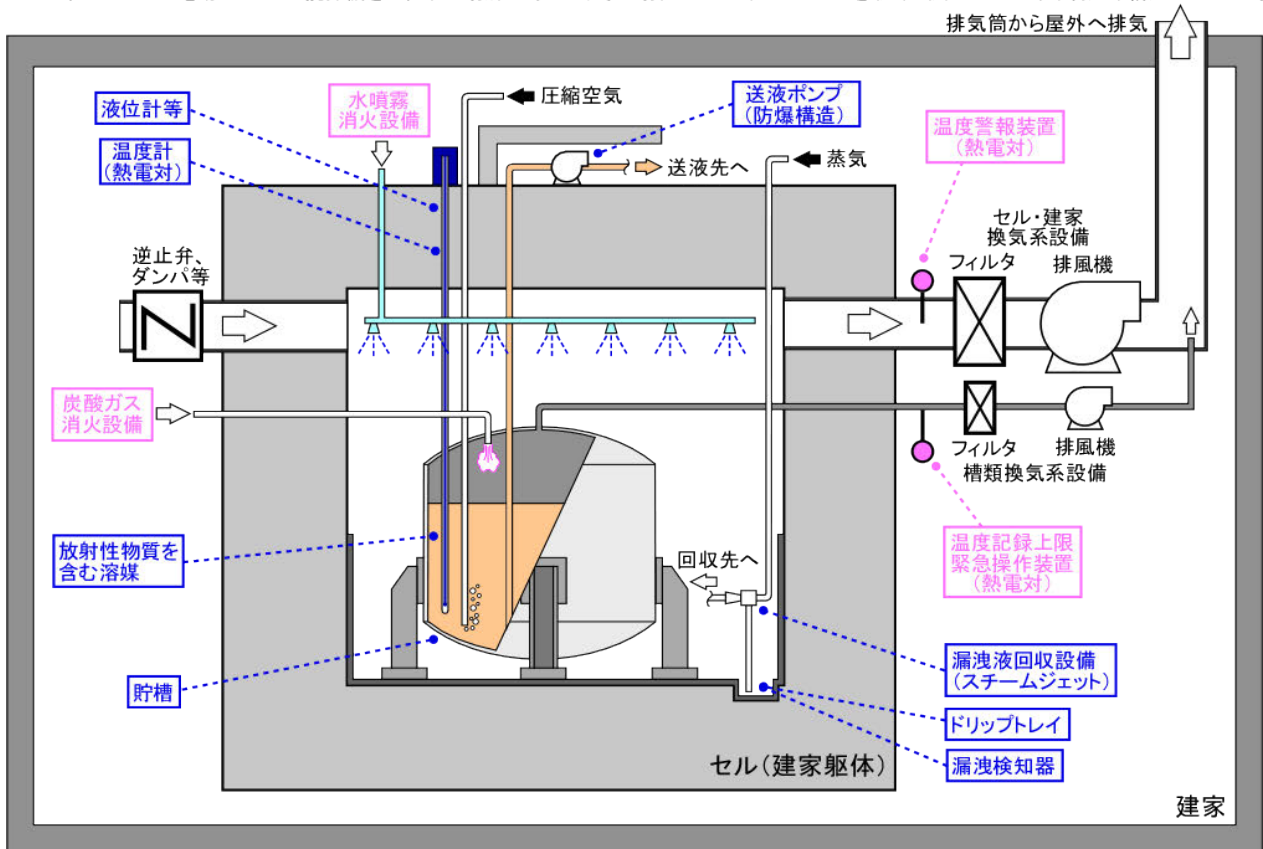 排気筒から屋外へ排気
液位計等
水噴霧
消火設備
圧縮空気
送液ポンプ
(防爆構造)
温度警報装置
(熱電対)
温度計
(熱電対)
送液先へ
蒸気
逆止弁、
ダンパ等
セル・建家
換気系設備
フィルタ
排風機
炭酸ガス
消火設備
フィルタ
排風機
槽類換気系設備
放射性物質を
含む溶媒
回収先へ
温度記録上限
緊急操作装置
(熱電対)
貯槽
漏洩液回収設備
(スチームジェット)
ドリップトレイ
漏洩検知器
セル(建家躯体)
建家